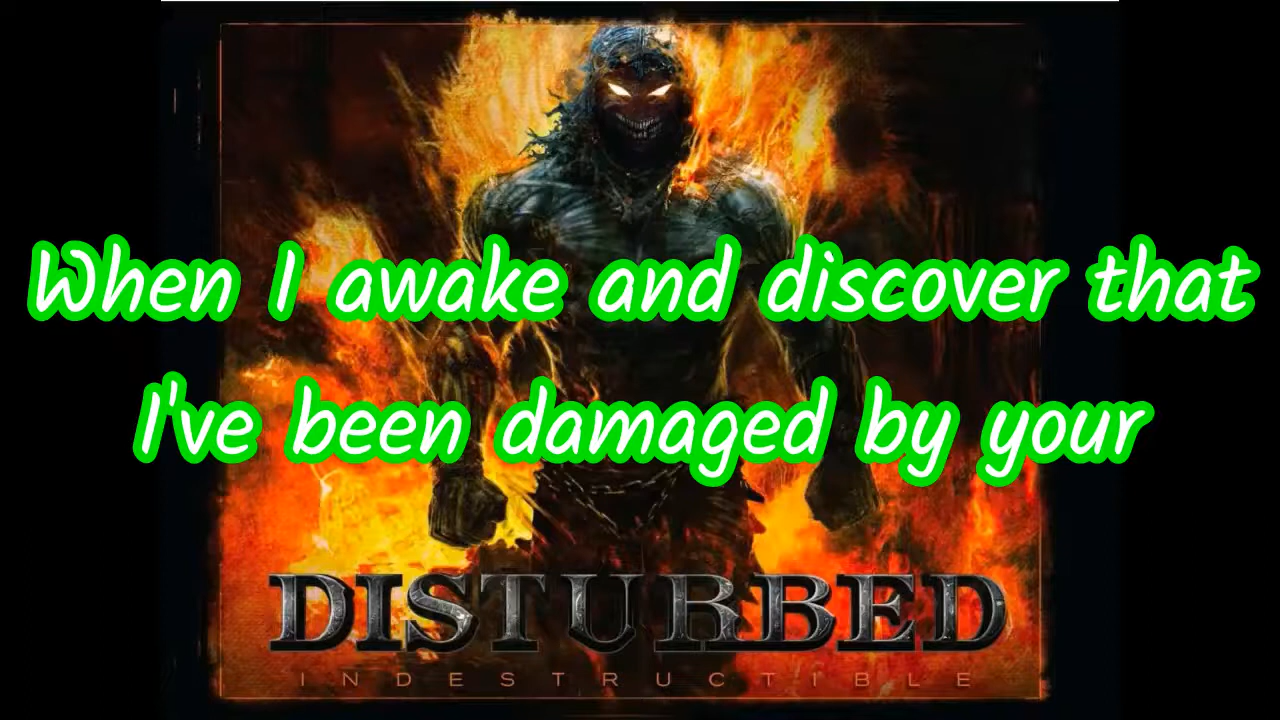 When I awake and discover that
I've been damaged by your
DISTURBED
INDESTRUCTIBLE